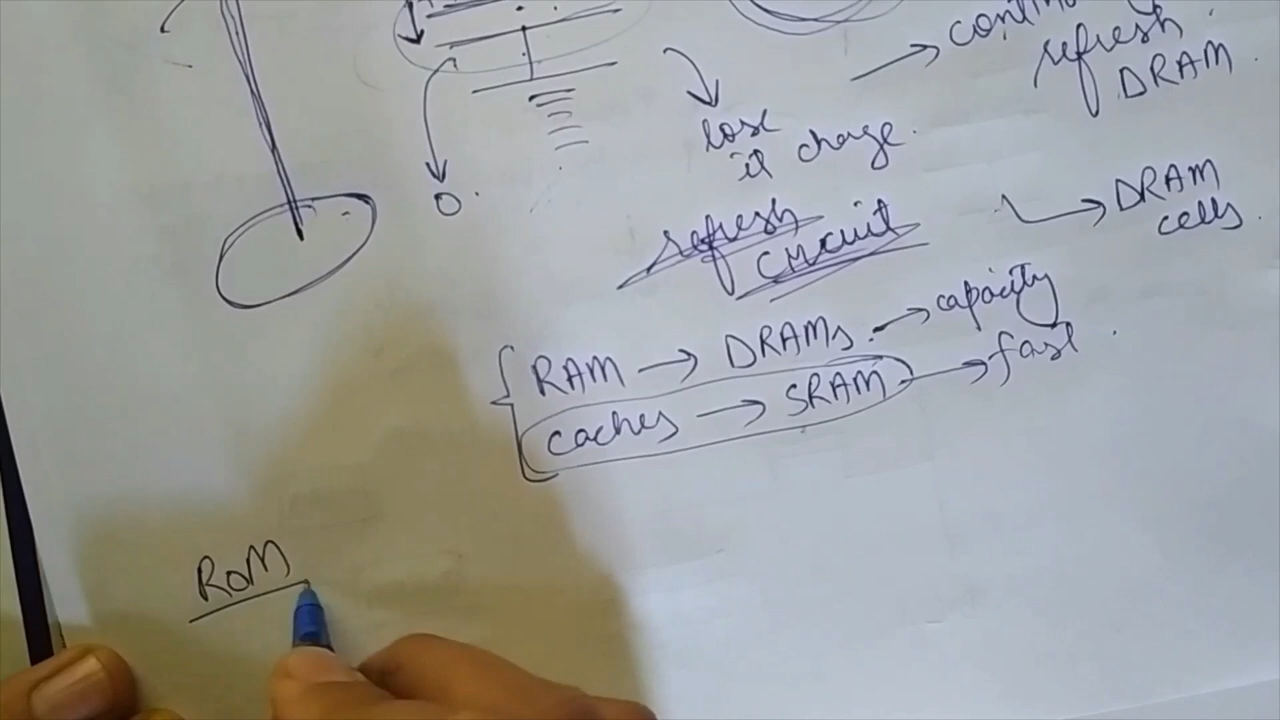 refresh
DRAM.
lose
it charge.
O.
refresh
circuit
DRAM
cells.
RAM → DRAMs. → capacity
caches → SRAM → fast.
ROM